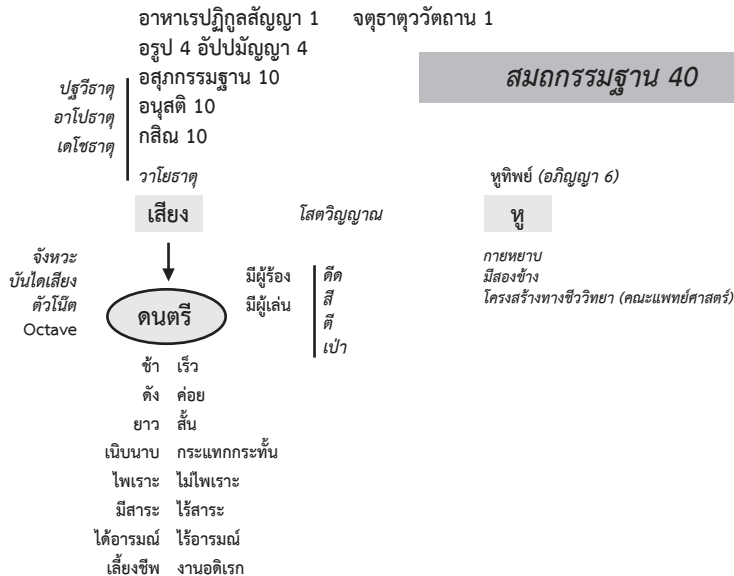 อาหาเรปฏิกูลสัญญา 1 จตุธาตุววัตถาน 1
อรูป 4 อัปปมัญญา 4
อสุภกรรมฐาน 10
อนุสติ 10
กสิณ 10
สมถกรรมฐาน 40
ปฐวีธาตุ
อาโปธาตุ
เตโชธาตุ
วาโยธาตุ
หูทิพย์ (อภิญญา 6)
เสียง
โสตวิญญาณ
หู
กายหยาบ
มีสองข้าง
โครงสร้างทางชีววิทยา (คณะแพทย์ศาสตร์)
จังหวะ
บันไดเสียง
ตัวโน๊ต
Octave
ดนตรี
มีผู้ร้อง
มีผู้เล่น
ดีด
สี
ตี
เป่า
ช้า เร็ว
ดัง ค่อย
ยาว สั้น
เนิบนาบ กระแทกกระทั้น
ไพเราะ ไม่ไพเราะ
มีสาระ ไร้สาระ
ได้อารมณ์ ไร้อารมณ์
เลี้ยงชีพ งานอดิเรก